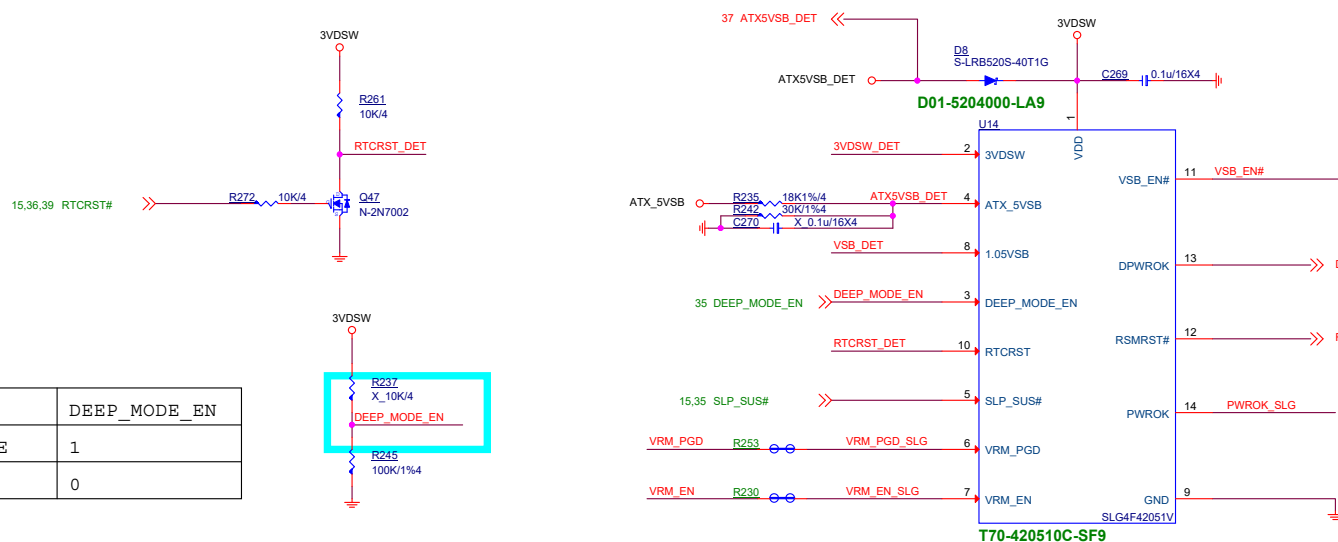 37 ATX5VSB_DET
3VDSW
3VDSW
D8
S-LRB520S-40T1G
ATX5VSB_DET
C269 0.1u/16X4
D01-5204000-LA9
R261
10K/4
RTCRST_DET
U14
1
VDD
3VDSW_DET 2 3VDSW
VSB_EN# 11 VSB_EN#
15,36,39 RTCRST#
R272 10K/4
Q47
N-2N7002
ATX_5VSB R235 18K1%/4 ATX5VSB_DET 4 ATX_5VSB
R242 30K/1%4
C270 X_0.1u/16X4
VSB_DET 8 1.05VSB
DPWROK 13
35 DEEP_MODE_EN DEEP_MODE_EN 3 DEEP_MODE_EN
3VDSW
RSMRST# 12
RTCRST_DET 10 RTCRST
R237
X_10K/4
DEEP_MODE_EN
15,35 SLP_SUS# 5 SLP_SUS#
PWROK 14 PWROK_SLG
DEEP_MODE_EN
E 1
0
R245
100K/1%4
VRM_PGD R253 VRM_PGD_SLG 6 VRM_PGD
VRM_EN R230 VRM_EN_SLG 7 VRM_EN
GND 9
SLG4F42051V
T70-420510C-SF9